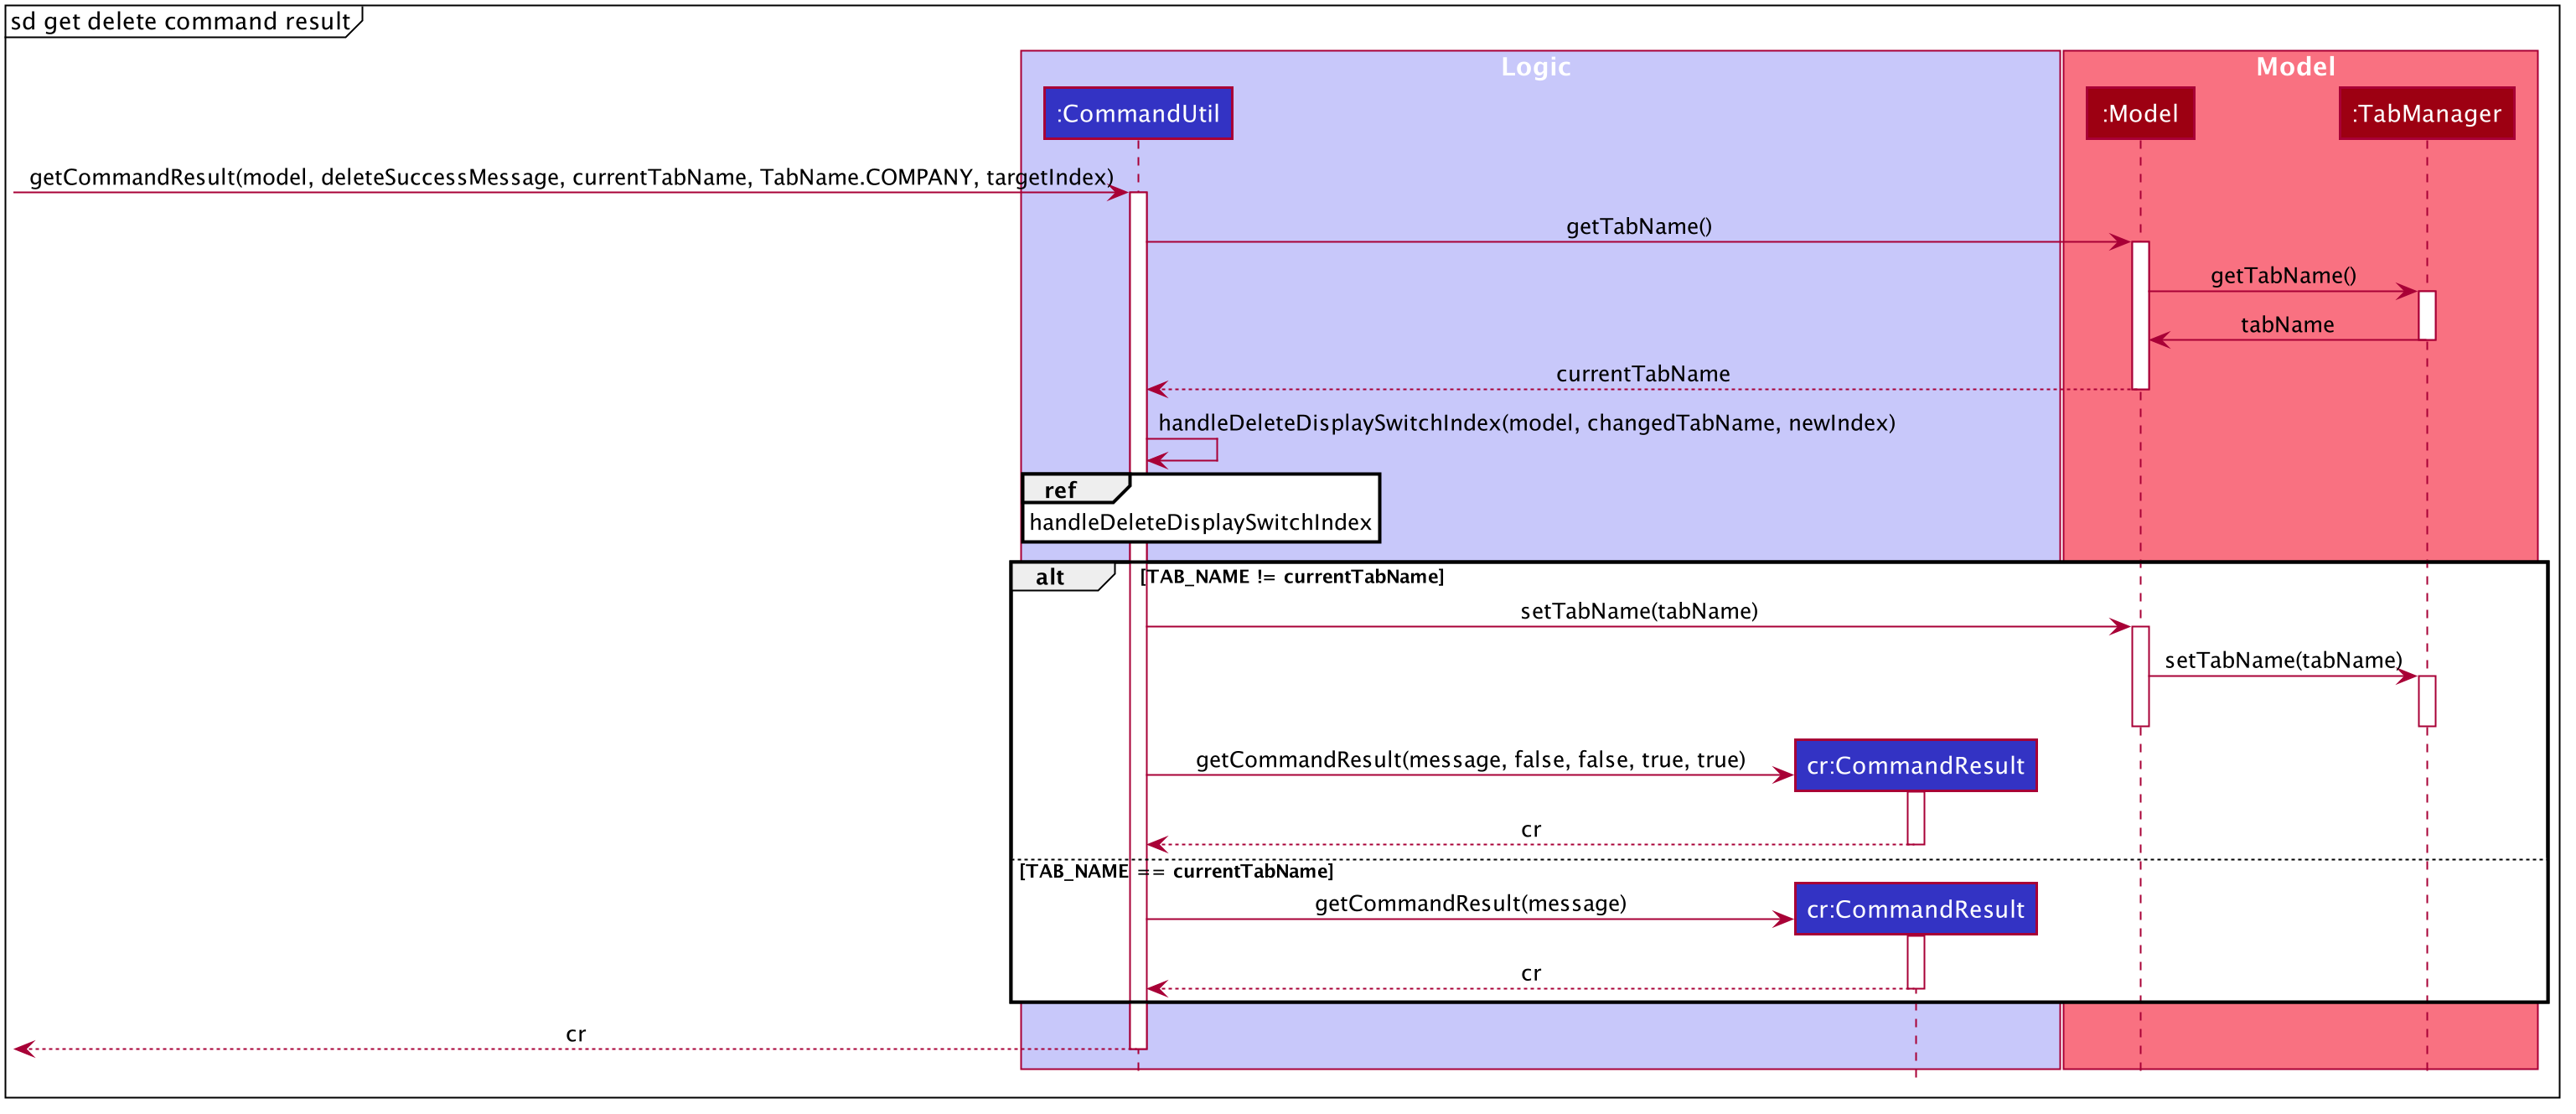 sd get delete command result
Logic
Model
:CommandUtil
:Model
:TabManager
getCommandResult(model, deleteSuccessMessage, currentTabName, TabName.COMPANY, targetIndex)
getTabName()
getTabName()
tabName
currentTabName
handleDeleteDisplaySwitchIndex(model, changedTabName, newIndex)
ref
handleDeleteDisplaySwitchIndex
alt
[TAB_NAME != currentTabName]
setTabName(tabName)
setTabName(tabName)
getCommandResult(message, false, false, true, true)
cr:CommandResult
cr
[TAB_NAME == currentTabName]
getCommandResult(message)
cr:CommandResult
cr
cr